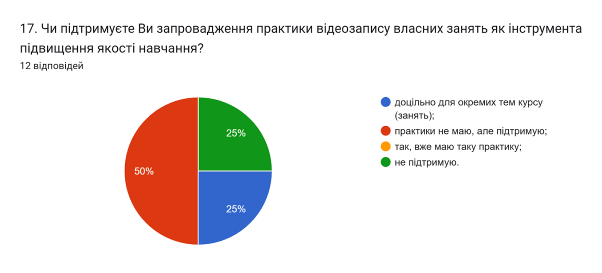 17. Чи підтримуєте Ви запровадження практики відеозапису власних занять як інструмента
підвищення якості навчання?
12 відповідей
25%
50%
25%
доцільно для окремих тем курсу
(занять);
практики не маю, але підтримую;
так, вже маю таку практику;
не підтримую.